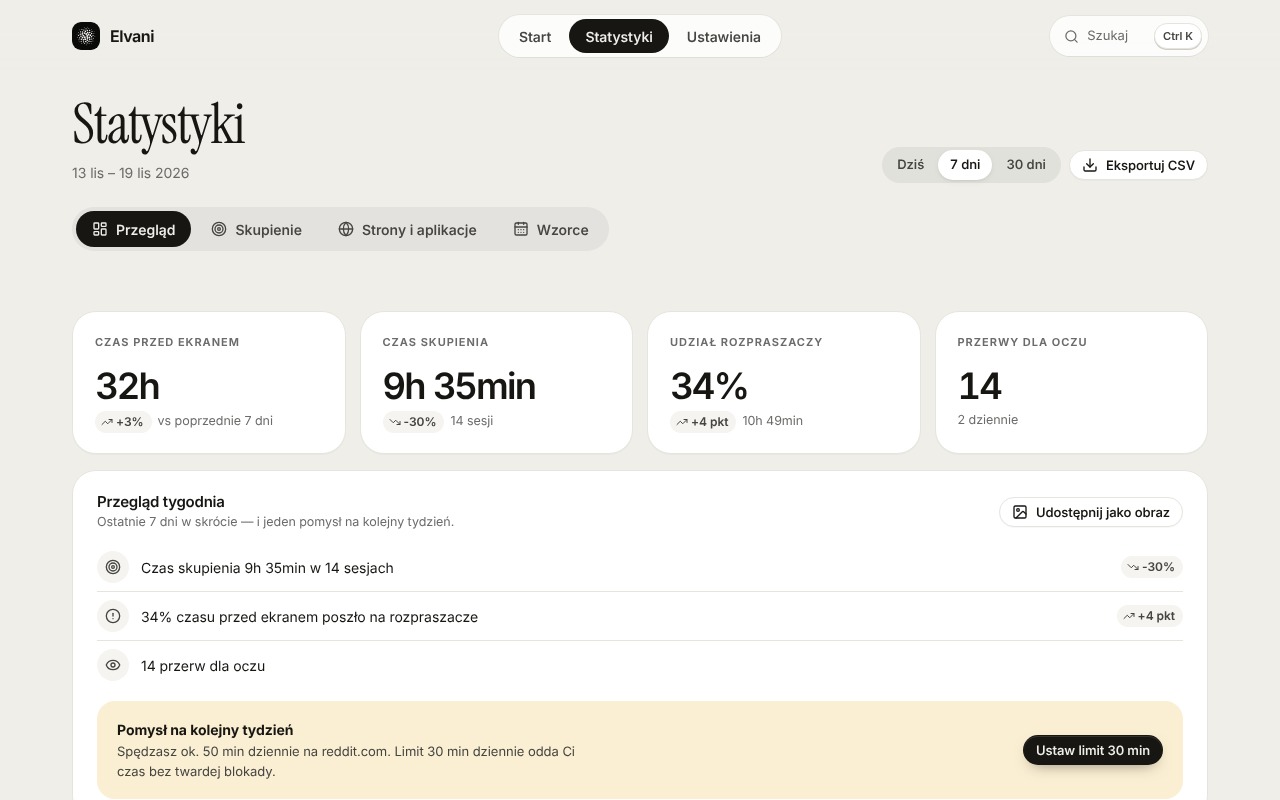 Elvani
Start
Statystyki
Ustawienia
Szukaj
Ctrl K
Statystyki
13 lis – 19 lis 2026
Dziś
7 dni
30 dni
Eksportuj CSV
Przegląd
Skupienie
Strony i aplikacje
Wzorce
CZAS PRZED EKRANEM
32h
+3%
vs poprzednie 7 dni
CZAS SKUPIENIA
9h 35min
-30%
14 sesji
UDZIAŁ ROZPRASZACZY
34%
+4 pkt
10h 49min
PRZERWY DLA OCZU
14
2 dziennie
Przegląd tygodnia
Ostatnie 7 dni w skrócie — i jeden pomysł na kolejny tydzień.
Udostępnij jako obraz
Czas skupienia 9h 35min w 14 sesjach
-30%
34% czasu przed ekranem poszło na rozpraszacze
+4 pkt
14 przerw dla oczu
Pomysł na kolejny tydzień
Spędzasz ok. 50 min dziennie na reddit.com. Limit 30 min dziennie odda Ci
czas bez twardej blokady.
Ustaw limit 30 min